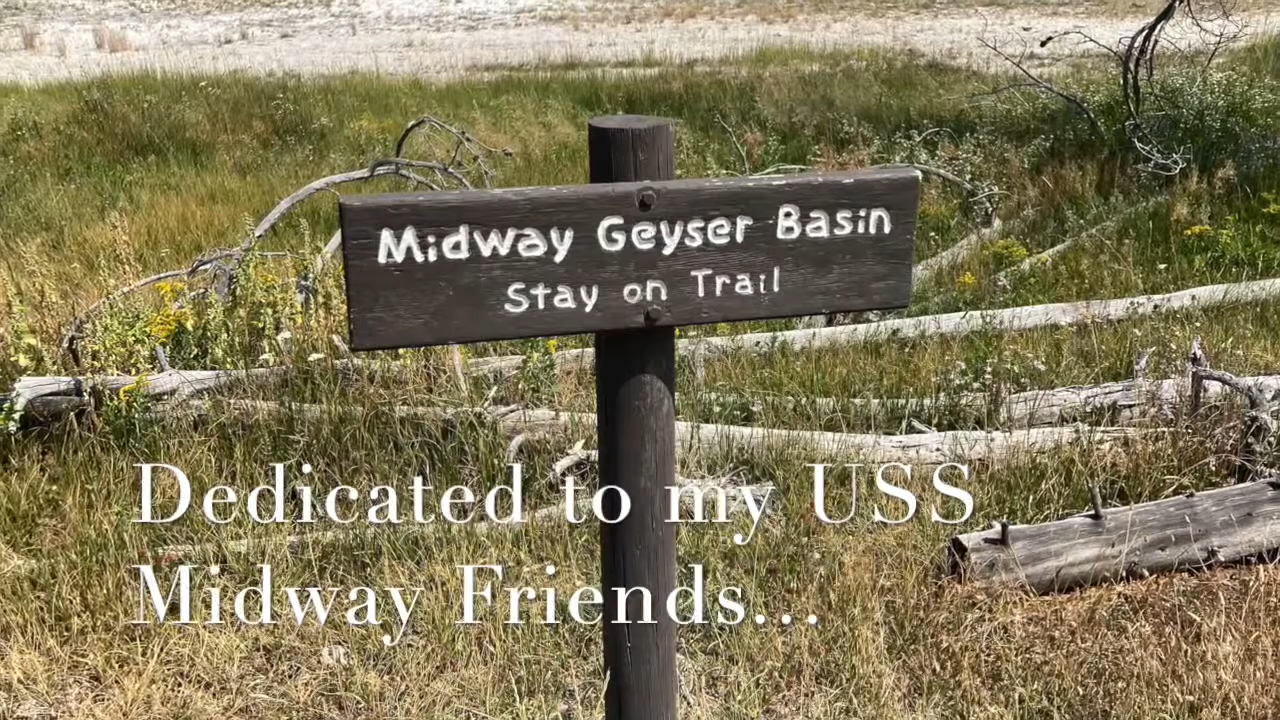 Midway Geyser Basin
Stay on Trail
Dedicated to my USS
Midway Friends...